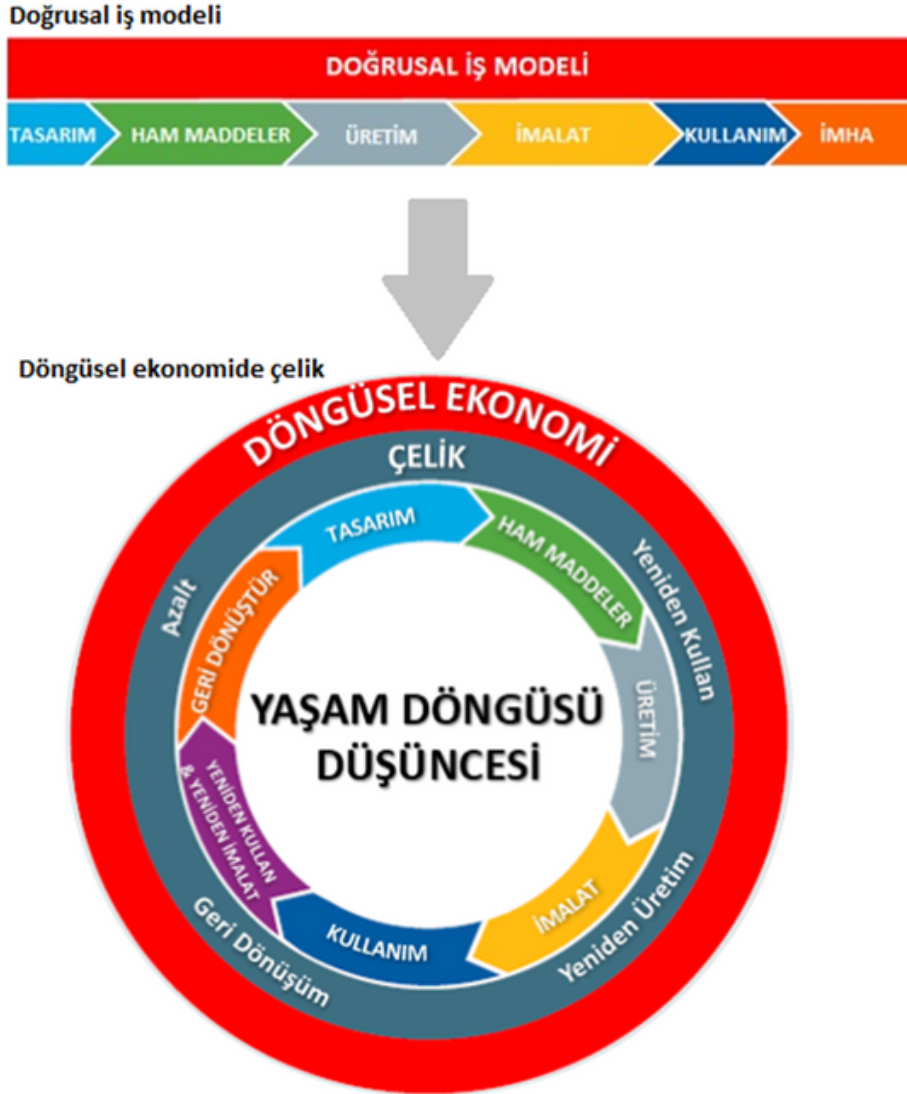 Doğrusal iş modeli
DOĞRUSAL İŞ MODELİ
TASARIM
HAM MADDELER
ÜRETİM
İMALAT
KULLANIM
İMHA
Döngüsel ekonomide çelik
DÖNGÜSEL EKONOMİ
ÇELİK
TASARIM
HAM MADDELER
ÜRETİM
İMALAT
KULLANIM
YENİDEN KULLAN
& YENİDEN İMALAT
GERİ DÖNÜŞTÜR
Yeniden Kullan
Yeniden Üretim
Geri Dönüşüm
Azalt
YAŞAM DÖNGÜSÜ
DÜŞÜNCESİ